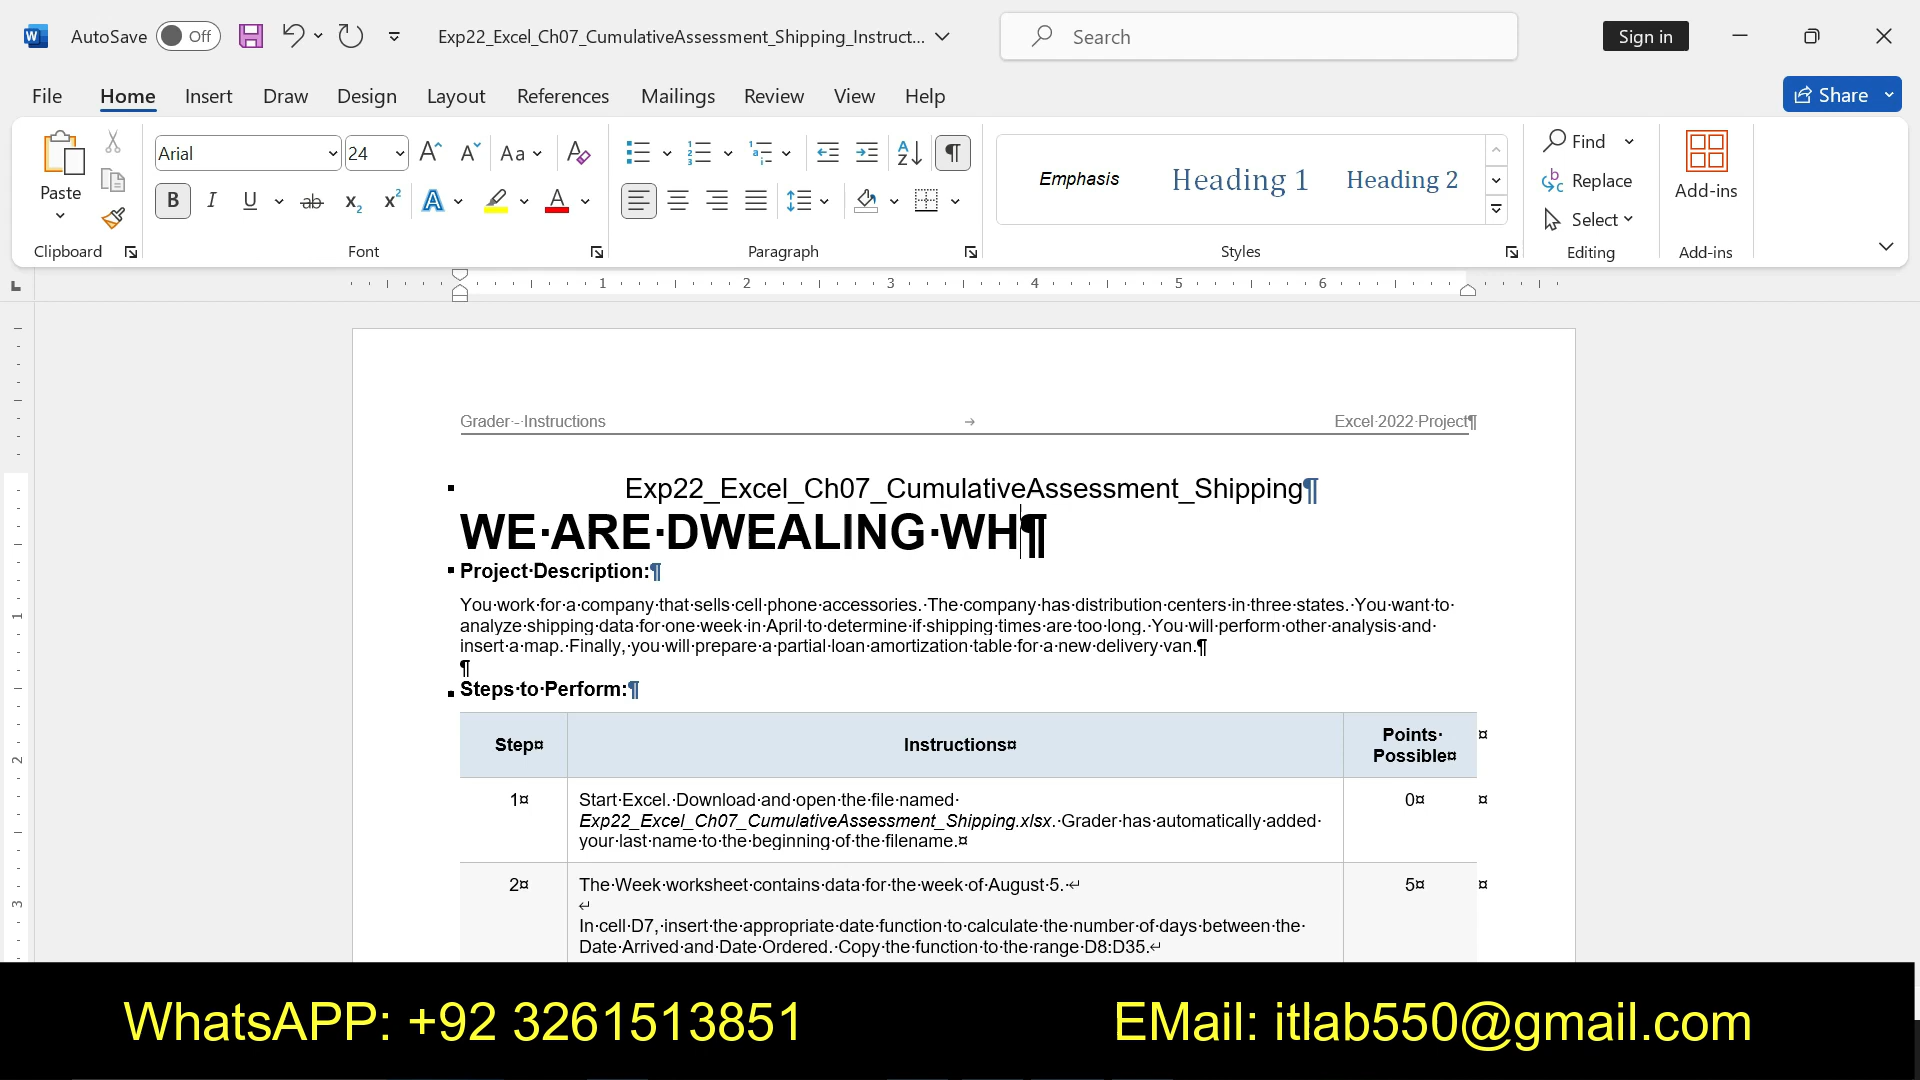 AutoSave Off Exp22_Excel_Ch07_CumulativeAssessment_Shipping_Instruct... Search Sign in
File Home Insert Draw Design Layout References Mailings Review View Help Share
Paste Arial 24 Aa Emphasis Heading 1 Heading 2 Find Replace Select Add-ins
Clipboard Font Paragraph Styles Editing Add-ins
1 2 3 4 5 6
Grader - Instructions → Excel 2022 Project¶
Exp22_Excel_Ch07_CumulativeAssessment_Shipping¶
WE·ARE·DWEALING·WH¶
Project·Description:¶
You·work·for·a·company·that·sells·cell·phone·accessories.·The·company·has·distribution·centers·in·three·states.·You·want·to·
analyze·shipping·data·for·one·week·in·April·to·determine·if·shipping·times·are·too·long.·You·will·perform·other·analysis·and·
insert·a·map.·Finally,·you·will·prepare·a·partial·loan·amortization·table·for·a·new·delivery·van.¶
¶
Steps·to·Perform:¶
Step¤ Instructions¤ Points·
Possible¤ ¤
1¤ Start·Excel.·Download·and·open·the·file·named· 0¤ ¤
Exp22_Excel_Ch07_CumulativeAssessment_Shipping.xlsx.·Grader·has·automatically·added·
your·last·name·to·the·beginning·of·the·filename.¤
2¤ The·Week·worksheet·contains·data·for·the·week·of·August·5.·↵ 5¤ ¤
↵
In·cell·D7,·insert·the·appropriate·date·function·to·calculate·the·number·of·days·between·the·
Date·Arrived·and·Date·Ordered.·Copy·the·function·to·the·range·D8:D35.↵
WhatsAPP: +92 3261513851 EMail: itlab550@gmail.com